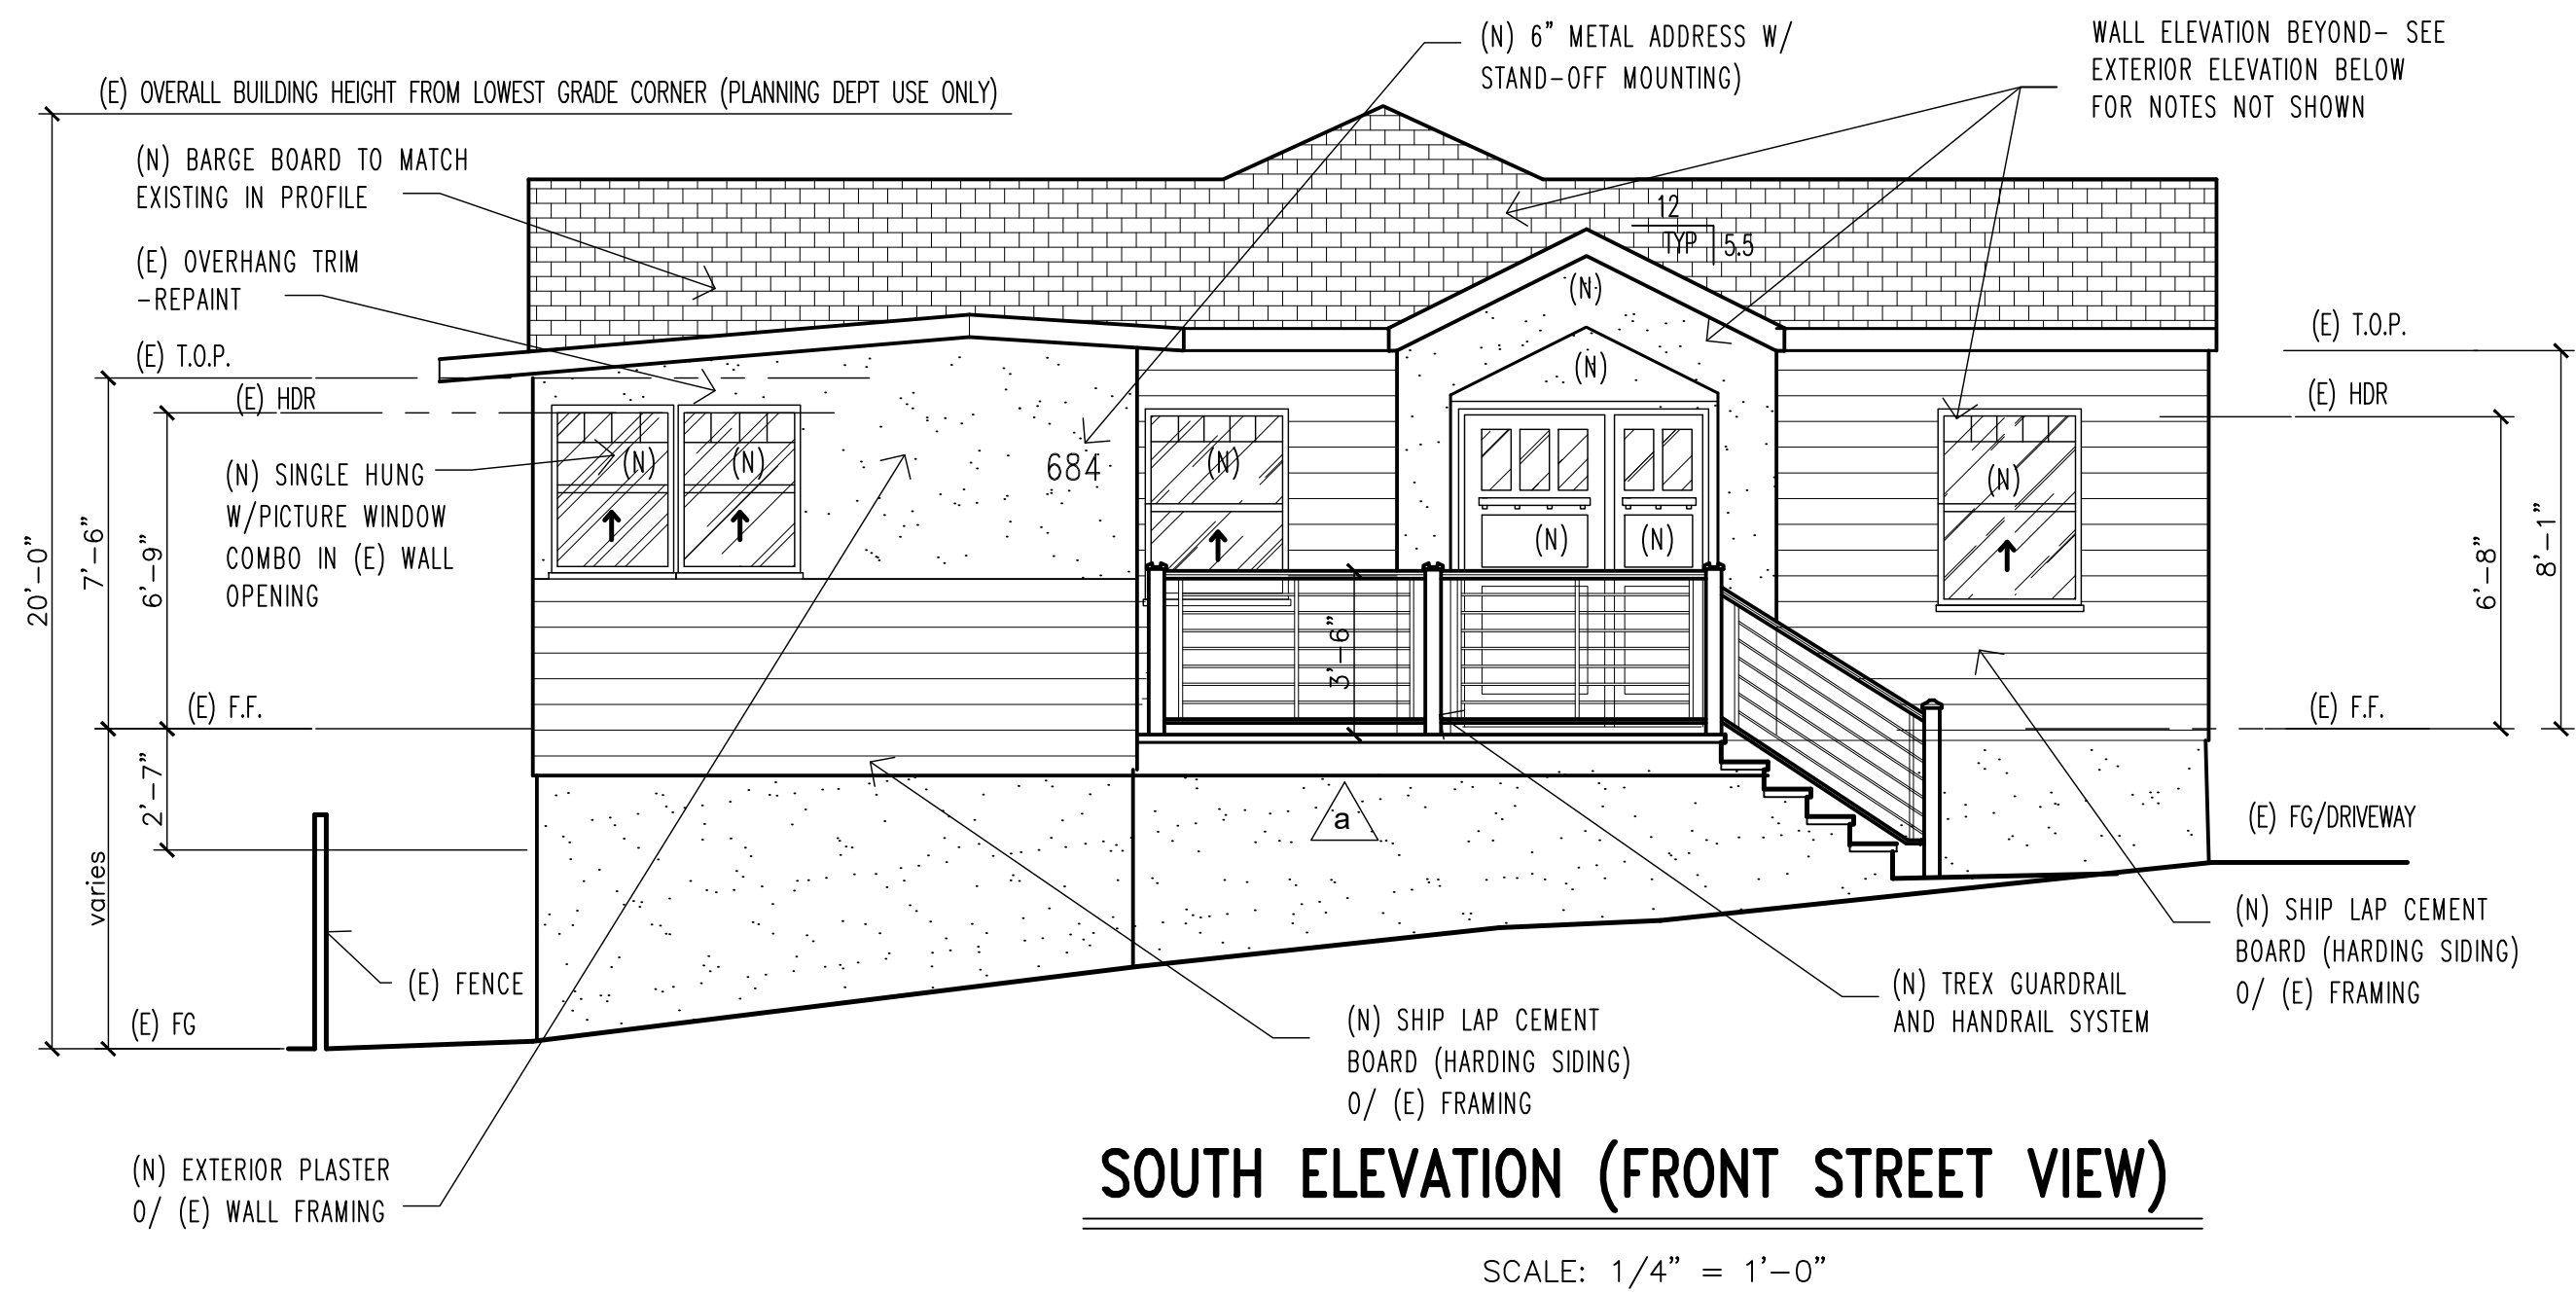 (N) 6" METAL ADDRESS W/
STAND-OFF MOUNTING)
WALL ELEVATION BEYOND- SEE
EXTERIOR ELEVATION BELOW
FOR NOTES NOT SHOWN
(E) OVERALL BUILDING HEIGHT FROM LOWEST GRADE CORNER (PLANNING DEPT USE ONLY)
(N) BARGE BOARD TO MATCH
EXISTING IN PROFILE
(E) OVERHANG TRIM
-REPAINT
(E) T.O.P.
(E) HDR
(N) SINGLE HUNG
W/PICTURE WINDOW
COMBO IN (E) WALL
OPENING
20'-0"
7'-6"
6'-9"
(E) F.F.
2'-7"
varies
(E) FENCE
(E) FG
(N) EXTERIOR PLASTER
O/ (E) WALL FRAMING
12
TYP
5.5
(N)
(N)
(N)
(N)
684
(N)
(N)
(N)
(N)
3'-6"
a
(E) T.O.P.
(E) HDR
6'-8"
8'-1"
(E) F.F.
(E) FG/DRIVEWAY
(N) SHIP LAP CEMENT
BOARD (HARDING SIDING)
O/ (E) FRAMING
(N) TREX GUARDRAIL
AND HANDRAIL SYSTEM
(N) SHIP LAP CEMENT
BOARD (HARDING SIDING)
O/ (E) FRAMING
SOUTH ELEVATION (FRONT STREET VIEW)
SCALE: 1/4" = 1'-0"